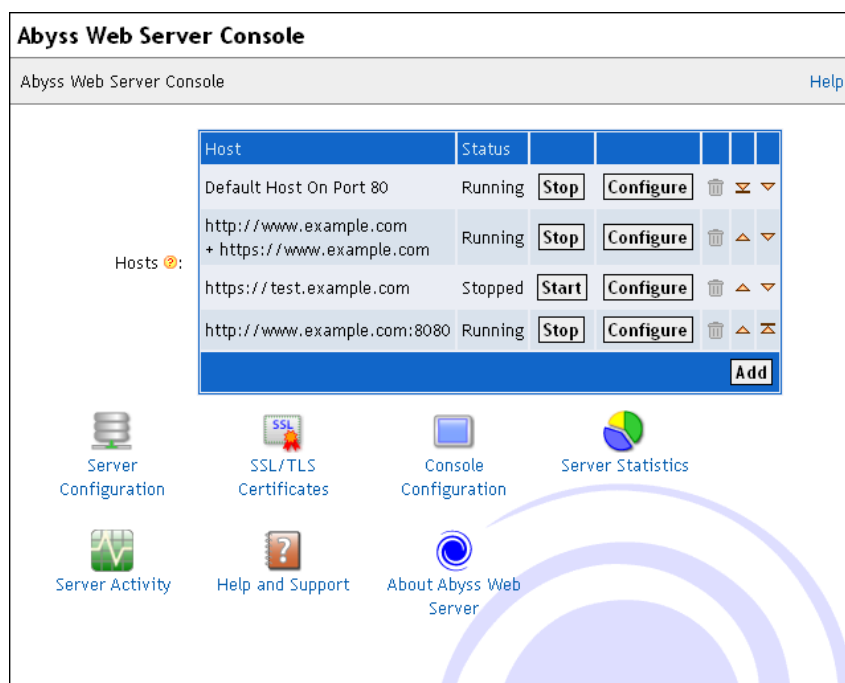 Abyss Web Server Console
Abyss Web Server Console Help
Host Status
Default Host On Port 80 Running Stop Configure
http://www.example.com
+ https://www.example.com Running Stop Configure
Hosts ?:
https://test.example.com Stopped Start Configure
http://www.example.com:8080 Running Stop Configure
Add
SSL
Server SSL/TLS Console Server Statistics
Configuration Certificates Configuration
?
Server Activity Help and Support About Abyss Web
Server